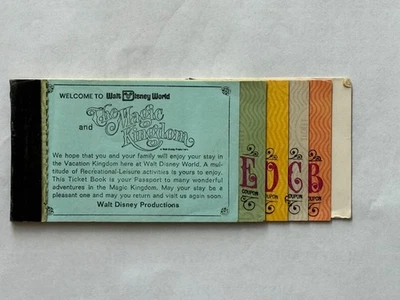 WELCOME TO Walt Disney World
and The Magic Kingdom
We hope that you and your family will enjoy your stay in
the Vacation Kingdom here at Walt Disney World. A mul-
titude of Recreational-Leisure activities is yours to enjoy.
This Ticket Book is your Passport to many wonderful
adventures in the Magic Kingdom. May your stay be a
pleasant one and may you return and visit us again soon.
Walt Disney Productions
E D C B
COUPON